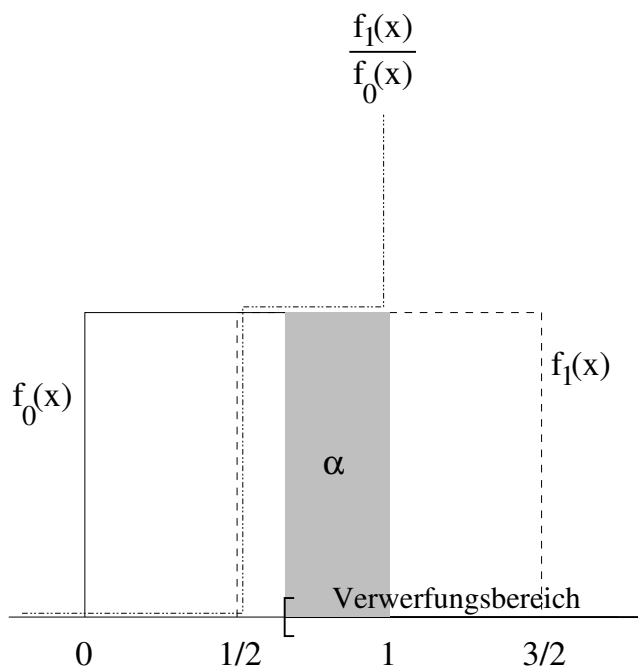 f₁(x)
f₀(x)
f₀(x)
f₁(x)
α
Verwerfungsbereich
0 1/2 1 3/2